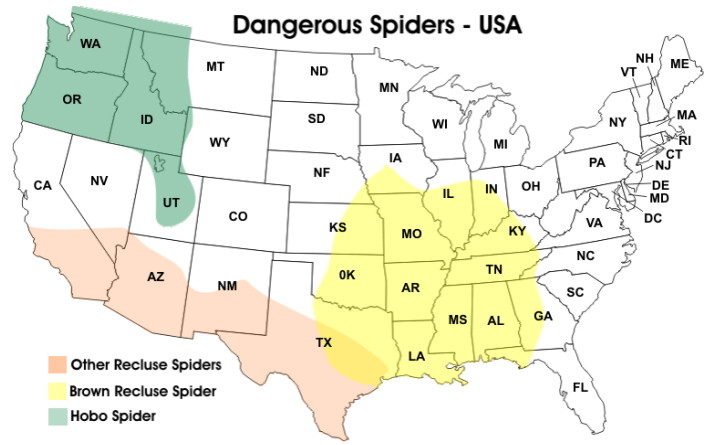 Dangerous Spiders - USA
WA
MT
ND
MN
VT
NH
ME
OR
ID
SD
WI
MI
NY
MA
RI
CT
WY
IA
PA
NJ
NF
OH
DE
CA
NV
UT
CO
IL
IN
MD
DC
KS
MO
KY
VA
AZ
NM
0K
AR
TN
NC
SC
TX
LA
MS
AL
GA
FL
Other Recluse Spiders
Brown Recluse Spider
Hobo Spider